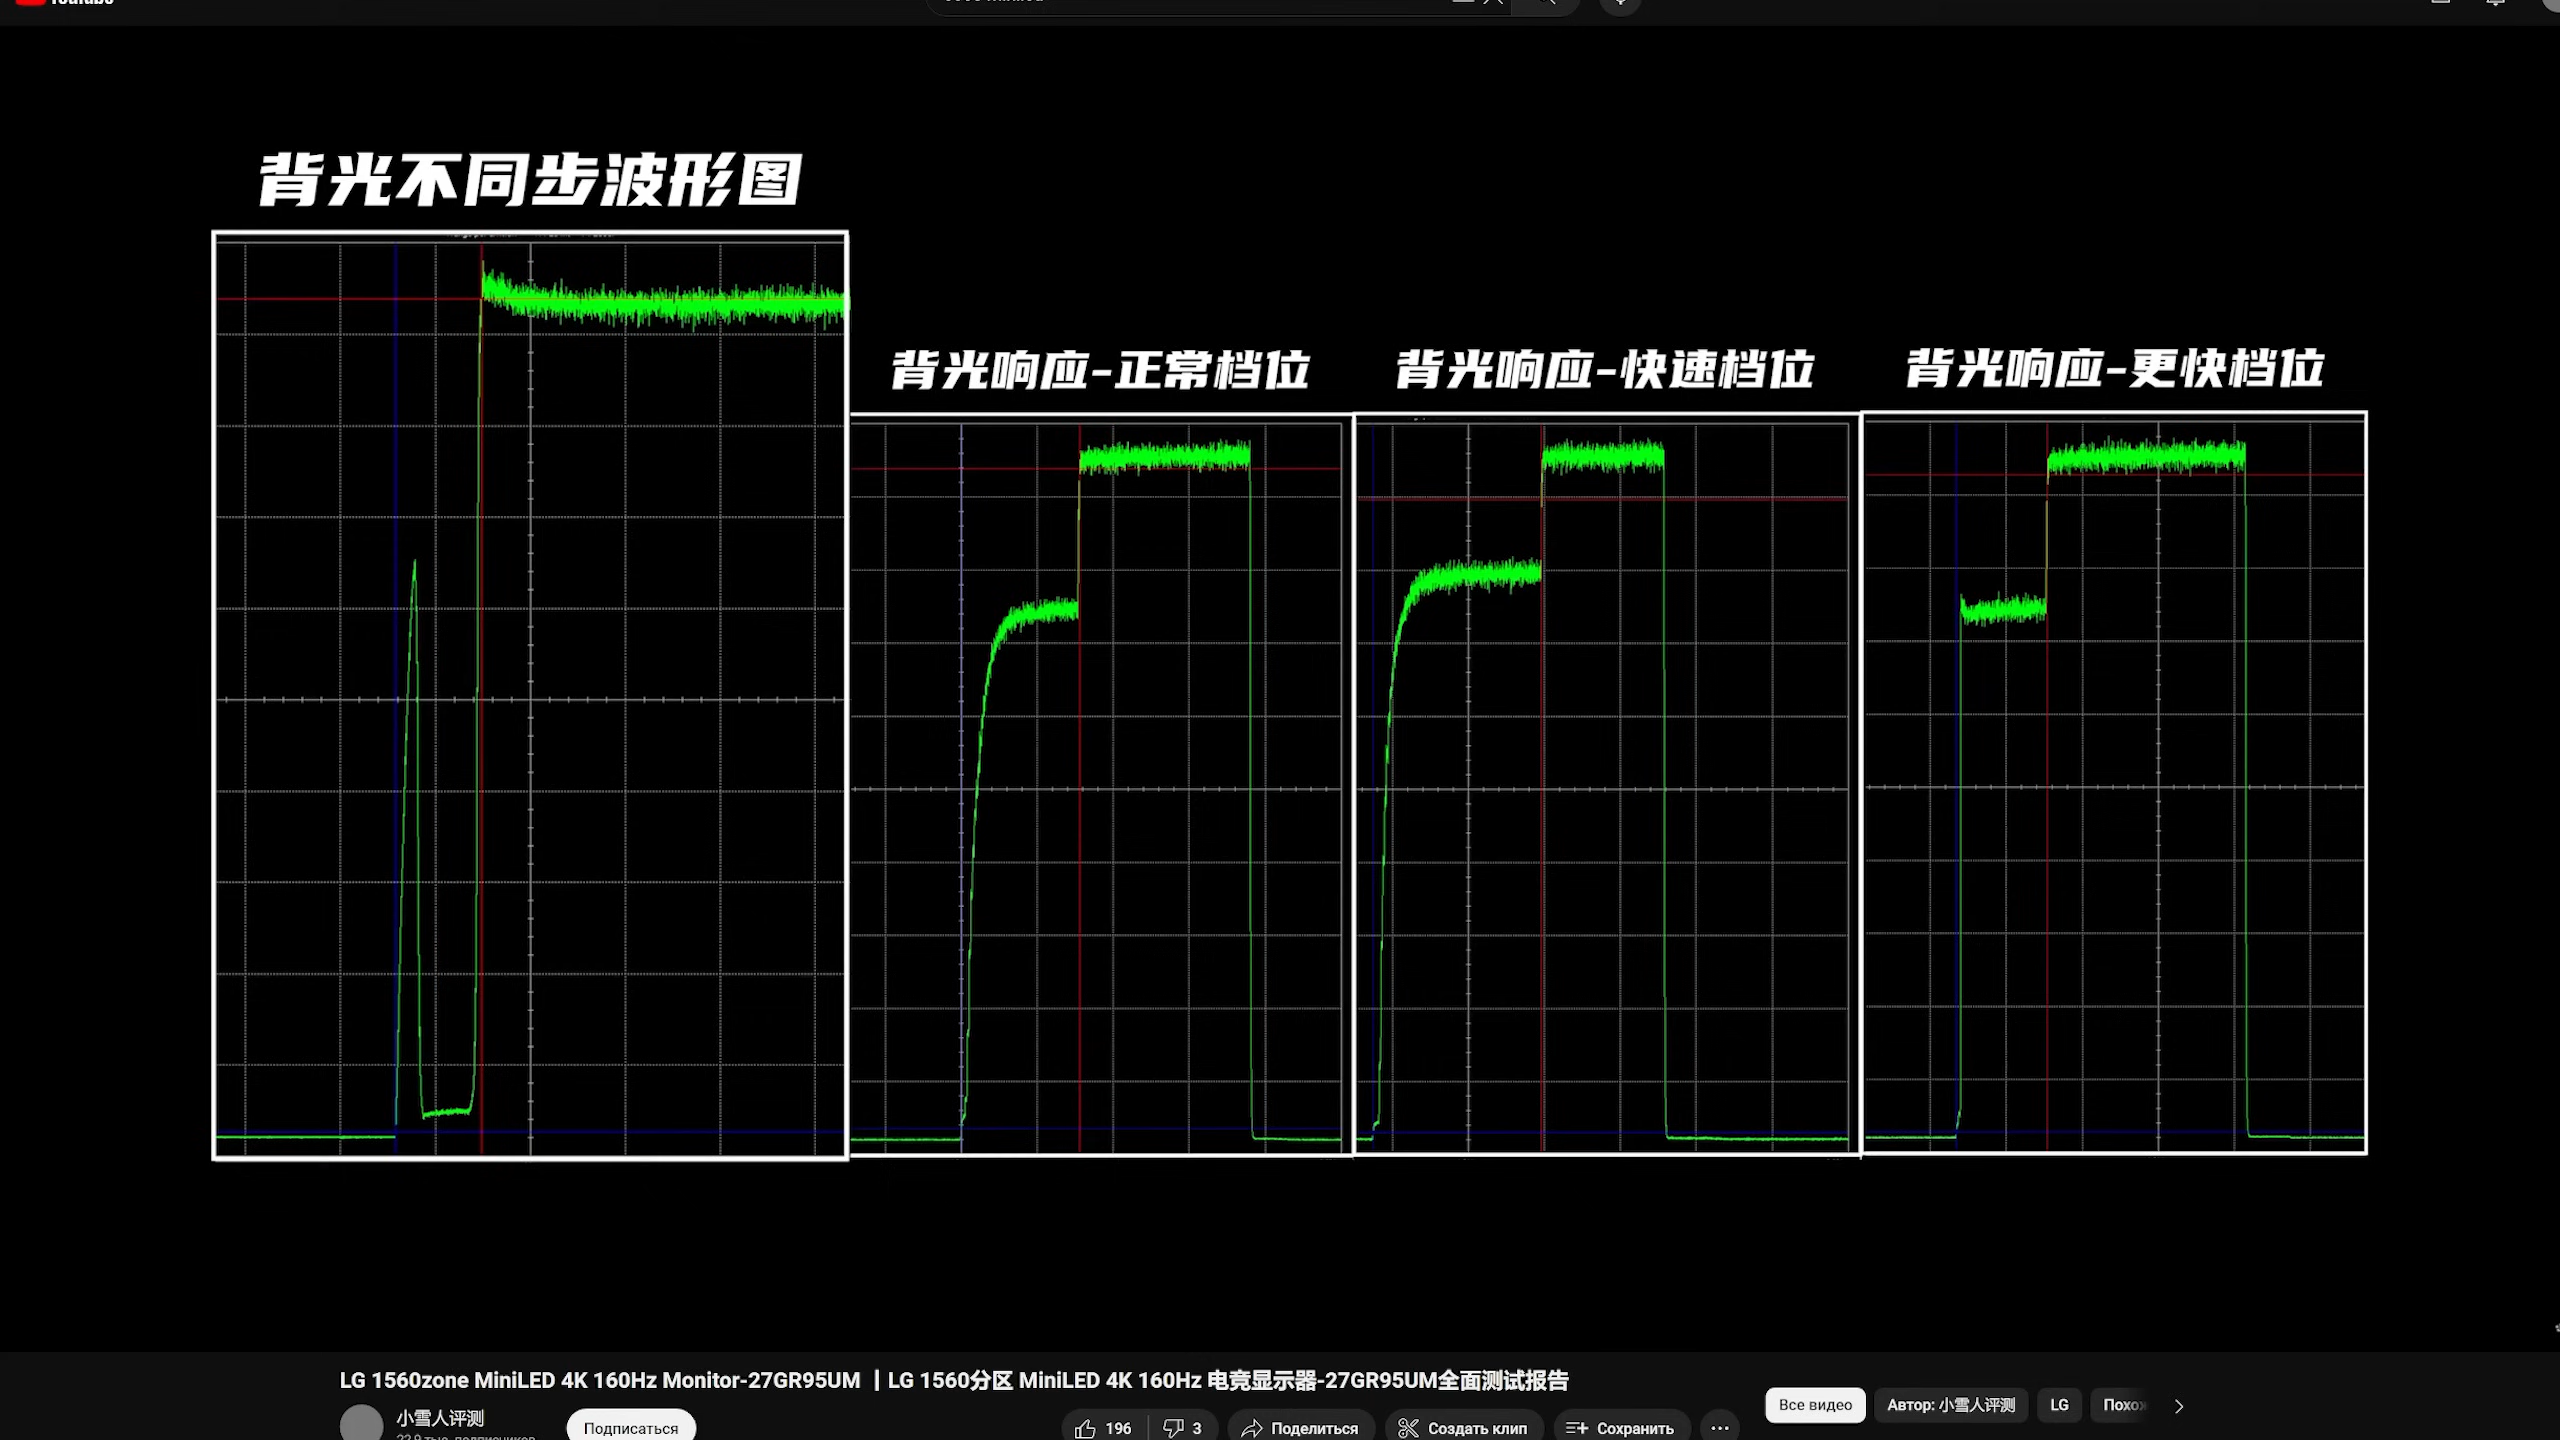 背光不同步波形图
背光响应-正常档位
背光响应-快速档位
背光响应-更快档位
LG 1560zone MiniLED 4K 160Hz Monitor-27GR95UM ｜LG 1560分区 MiniLED 4K 160Hz 电竞显示器-27GR95UM全面测试报告
小雪人评测
Подписаться
196
3
Поделиться
Создать клип
Сохранить
Все видео
Автор: 小雪人评测
LG